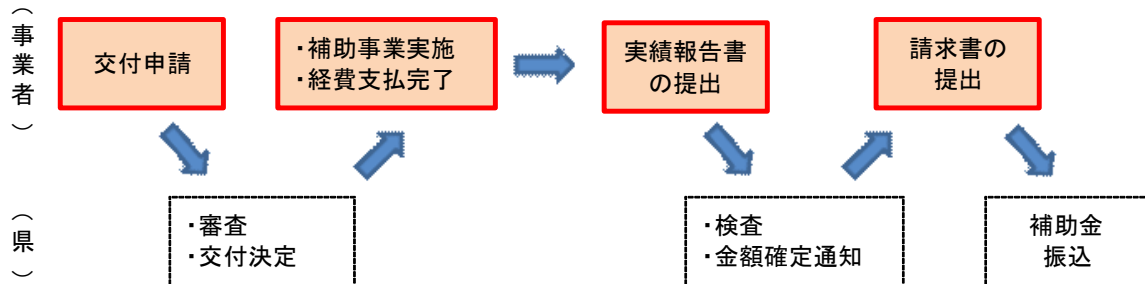 （事業者）
交付申請
・補助事業実施
・経費支払完了
実績報告書
の提出
請求書の
提出
（県）
・審査
・交付決定
・検査
・金額確定通知
補助金
振込